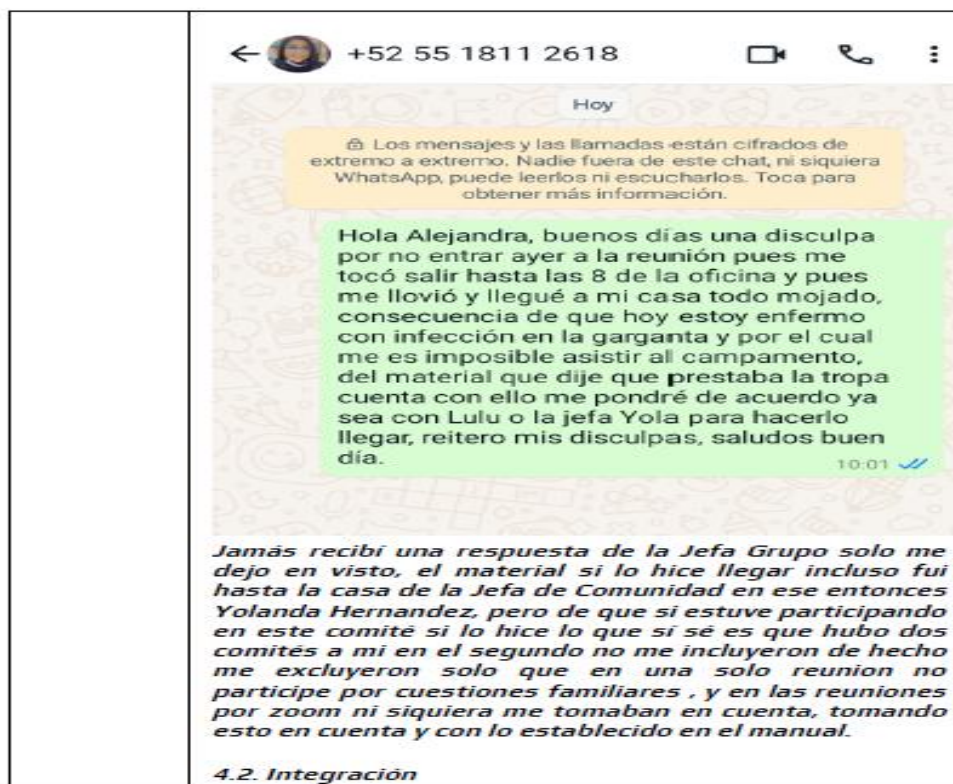 +52 55 1811 2618
Hoy
Los mensajes y las llamadas están cifrados de
extremo a extremo. Nadie fuera de este chat, ni siquiera
WhatsApp, puede leerlos ni escucharlos. Toca para
obtener más información.
Hola Alejandra, buenos días una disculpa
por no entrar ayer a la reunión pues me
tocó salir hasta las 8 de la oficina y pues
me llovió y llegué a mi casa todo mojado,
consecuencia de que hoy estoy enfermo
con infección en la garganta y por el cual
me es imposible asistir al campamento,
del material que dije que prestaba la tropa
cuenta con ello me pondré de acuerdo ya
sea con Lulu o la jefa Yola para hacerlo
llegar, reitero mis disculpas, saludos buen
día.
10:01
Jamás recibí una respuesta de la Jefa Grupo solo me
dejo en visto, el material si lo hice llegar incluso fui
hasta la casa de la Jefa de Comunidad en ese entonces
Yolanda Hernandez, pero de que si estuve participando
en este comité si lo hice lo que sí sé es que hubo dos
comités a mi en el segundo no me incluyeron de hecho
me excluyeron solo que en una solo reunion no
participe por cuestiones familiares , y en las reuniones
por zoom ni siquiera me tomaban en cuenta, tomando
esto en cuenta y con lo establecido en el manual.
4.2. Integración